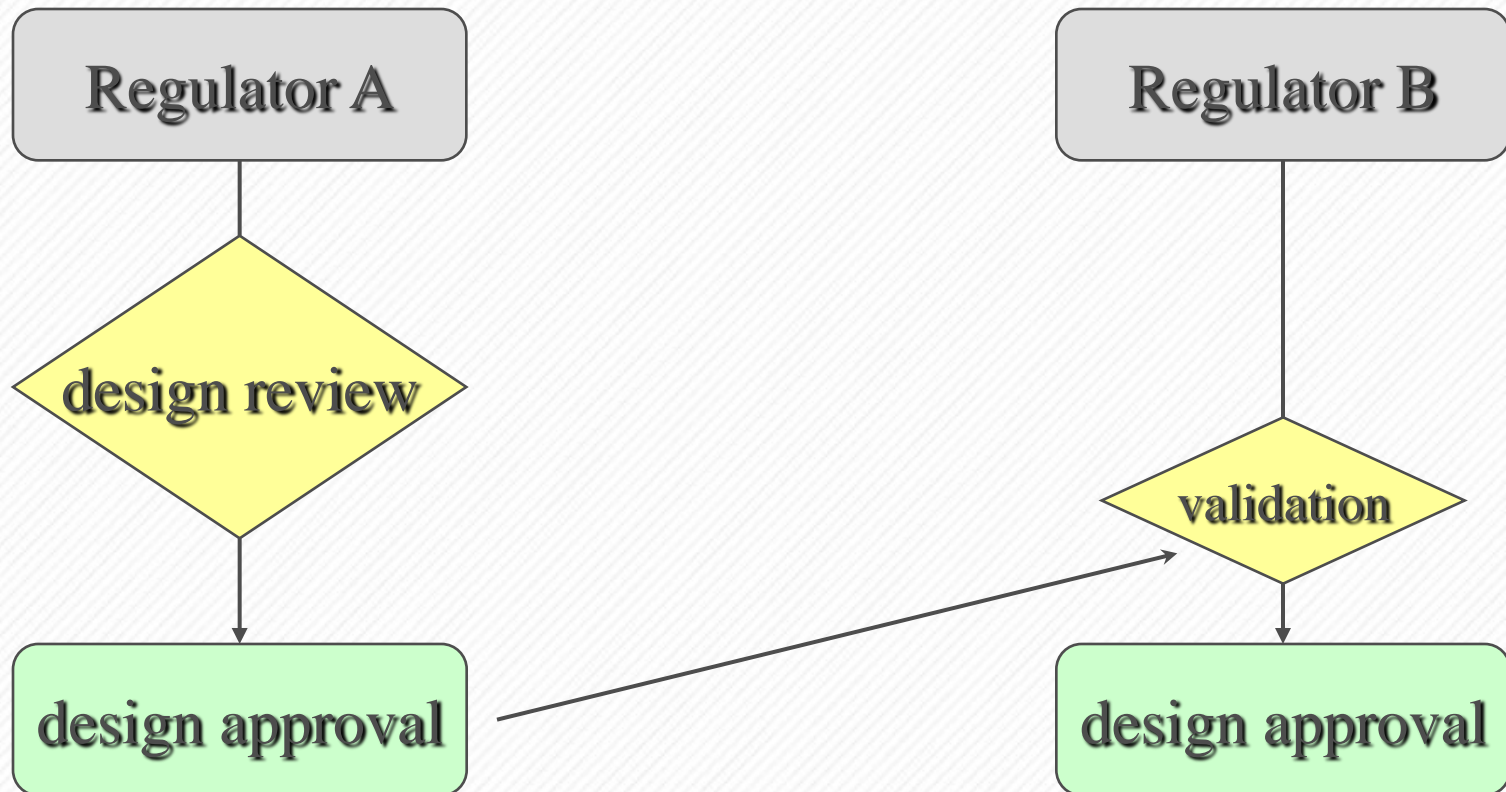 Regulator A
Regulator B
design review
validation
design approval
design approval